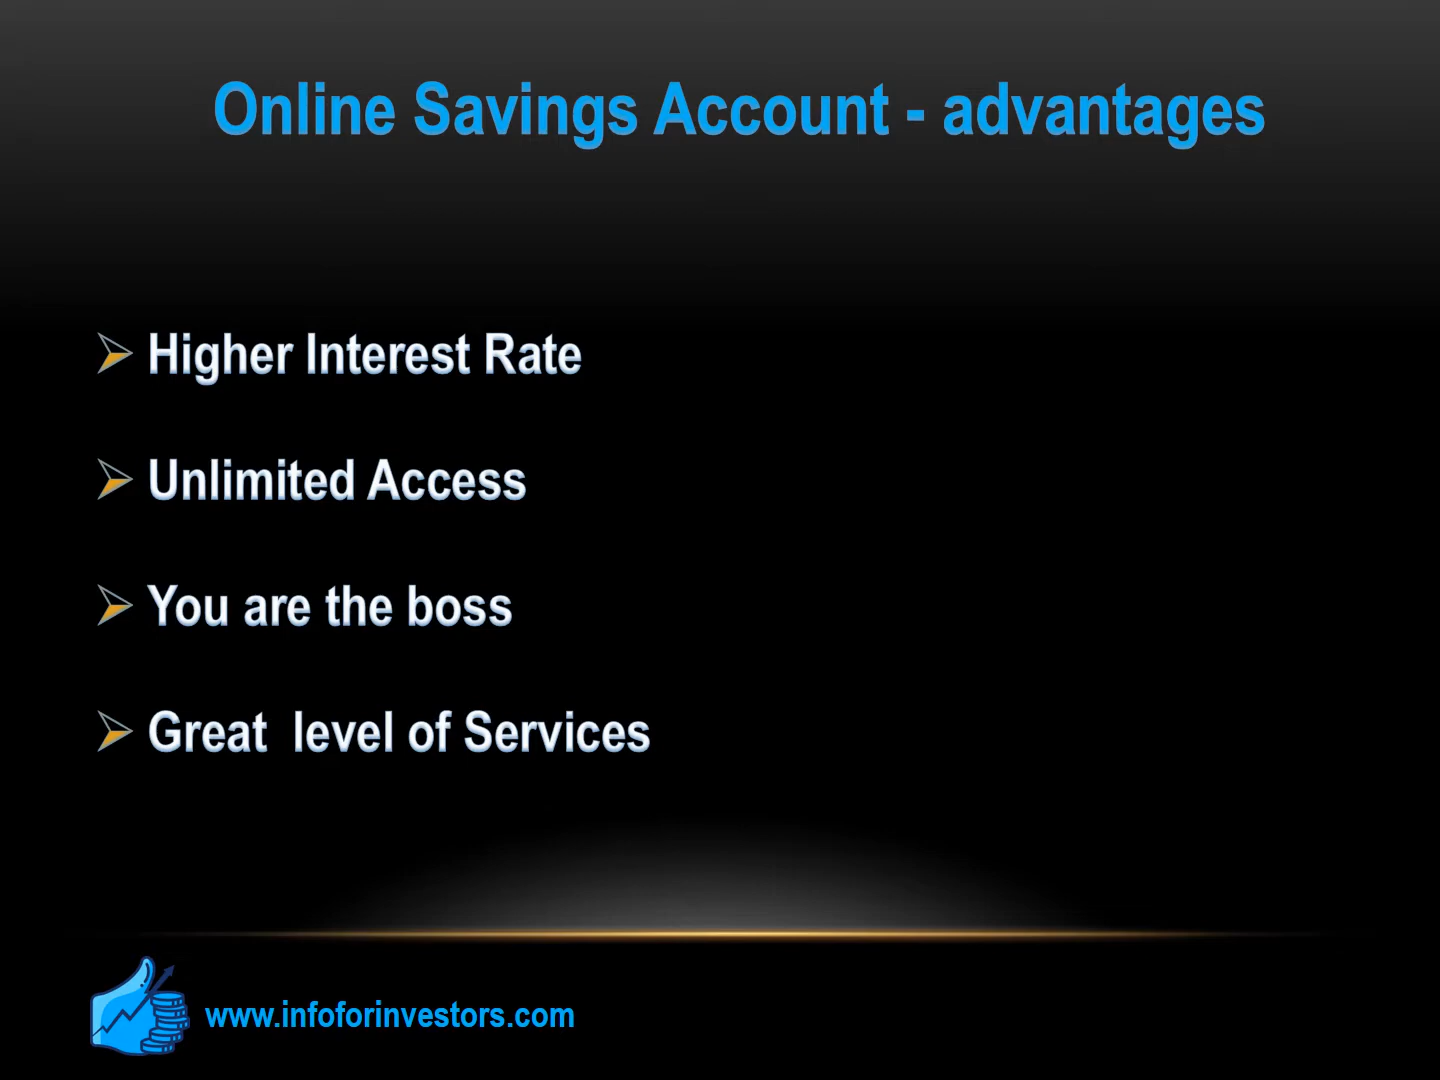 Online Savings Account - advantages
Higher Interest Rate
Unlimited Access
You are the boss
Great  level of Services
www.infoforinvestors.com